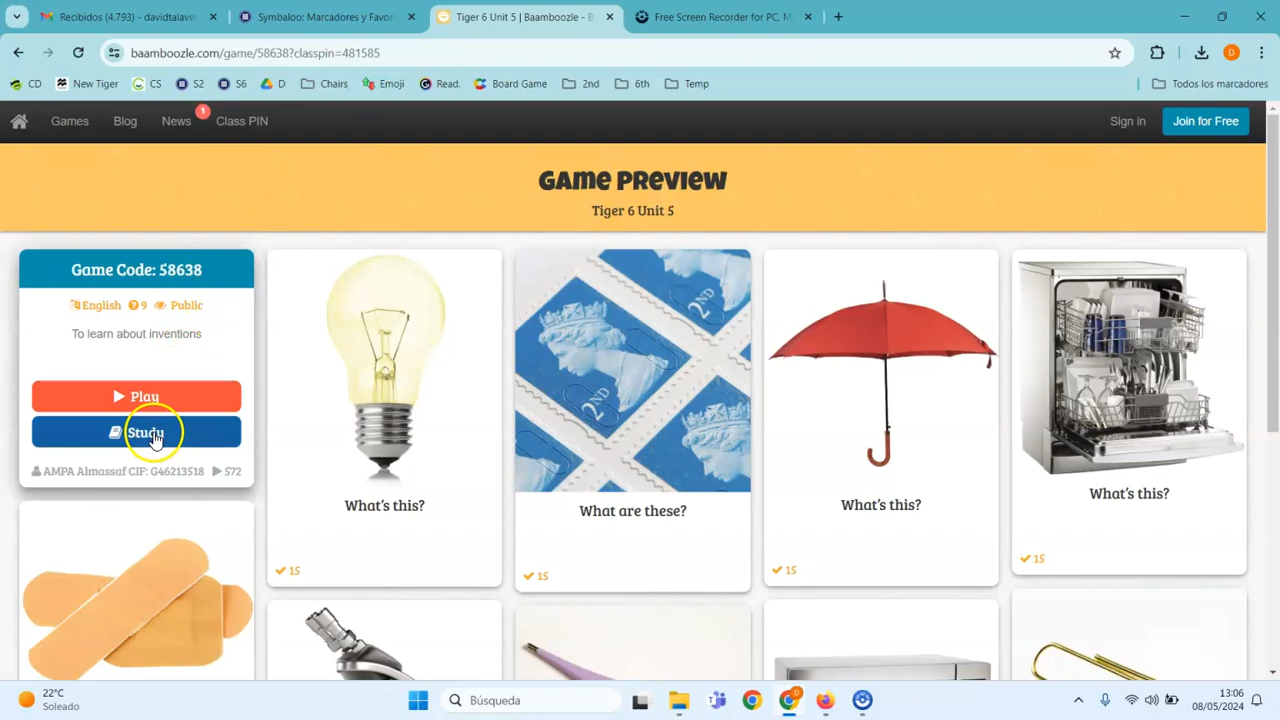 Recibidos (4.793) - davidtalave
Symbaloo: Marcadores y Favor
Tiger 6 Unit 5 | Baamboozle - B
Free Screen Recorder for PC, M
baamboozle.com/game/58638?classpin=481585
D
CD
New Tiger
CS
S2
S6
D
Chairs
Emoji
Read.
Board Game
2nd
6th
Temp
Todos los marcadores
Games
Blog
News
1
Class PIN
Sign in
Join for Free
Game Preview
Tiger 6 Unit 5
Game Code: 58638
English 9 Public
To learn about inventions
Play
Study
AMPA Almassaf CIF: G46213518 572
What's this?
15
2ND
2ND
What are these?
15
What's this?
15
What's this?
15
22°C
Soleado
Búsqueda
13:06
08/05/2024